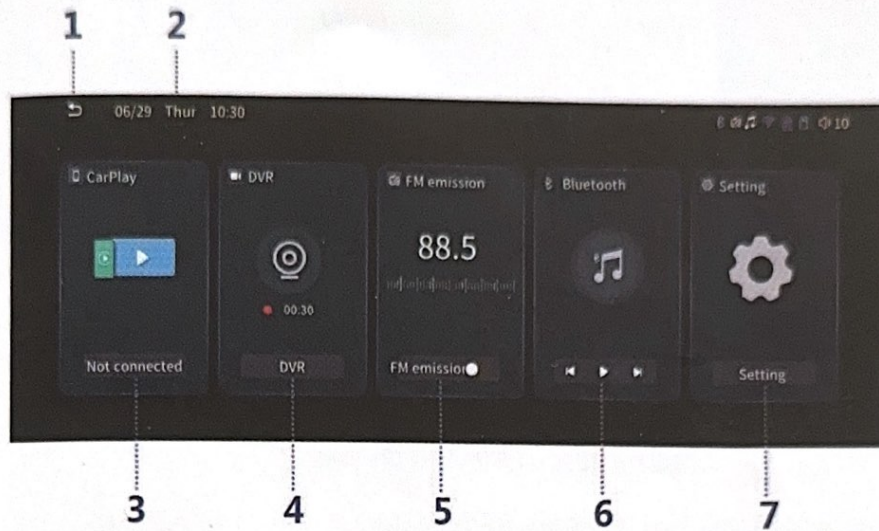 1 2
06/29 Thur 10:30
10
CarPlay
DVR
FM emission
Bluetooth
Setting
88.5
00:30
Not connected
DVR
FM emission
Setting
3 4 5 6 7